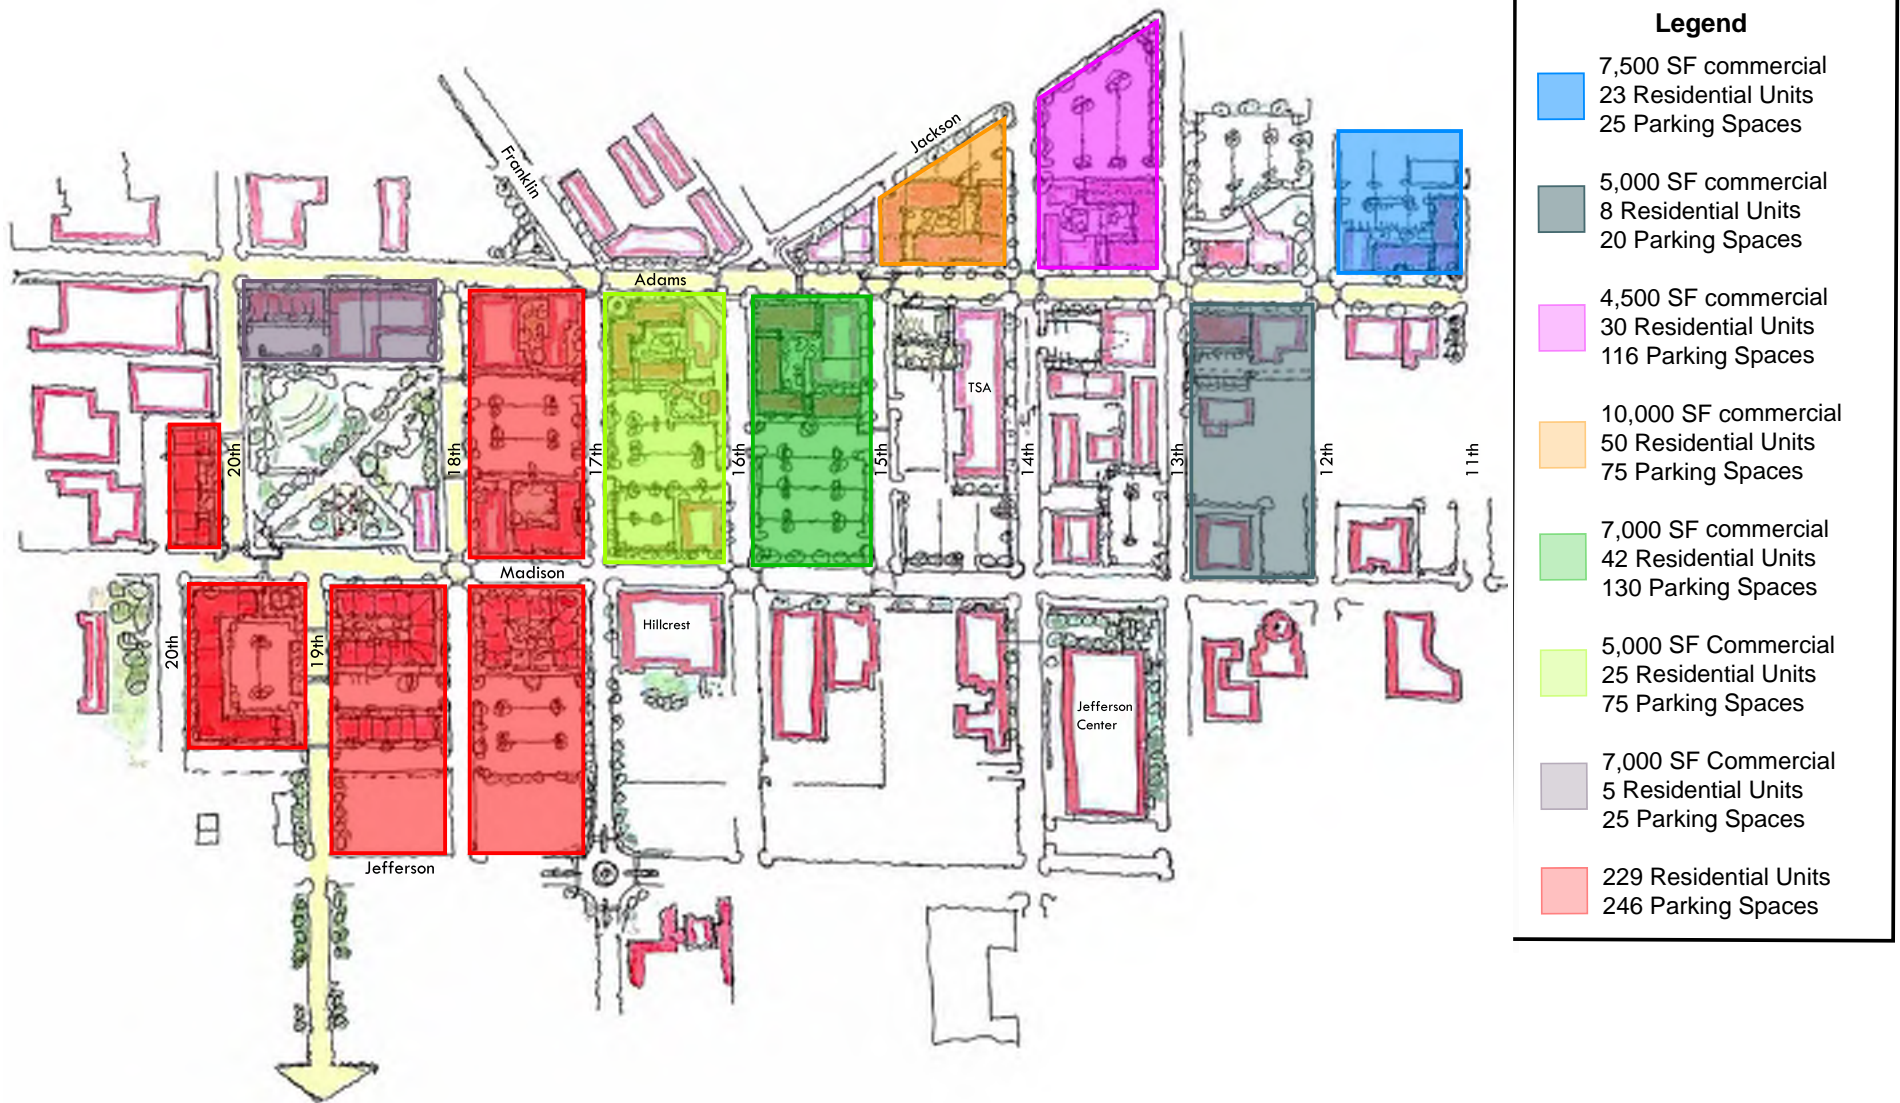 Legend
7,500 SF commercial
23 Residential Units
25 Parking Spaces
5,000 SF commercial
8 Residential Units
20 Parking Spaces
4,500 SF commercial
30 Residential Units
116 Parking Spaces
10,000 SF commercial
50 Residential Units
75 Parking Spaces
7,000 SF commercial
42 Residential Units
130 Parking Spaces
5,000 SF Commercial
25 Residential Units
75 Parking Spaces
7,000 SF Commercial
5 Residential Units
25 Parking Spaces
229 Residential Units
246 Parking Spaces
Franklin
Jackson
Adams
TSA
20th
18th
17th
16th
15th
14th
13th
12th
11th
Madison
20th
19th
Hillcrest
Jefferson
Center
Jefferson